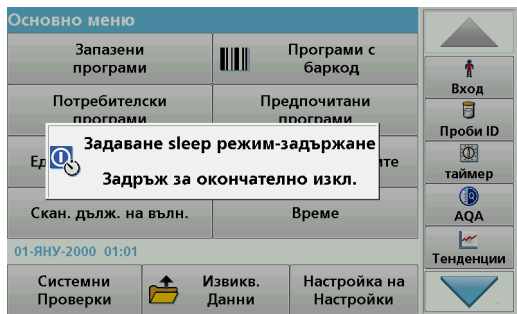 Основно меню
Запазени
програми
Програми с
баркод
Потребителски
програми
Предпочитани
програми
Задаване sleep режим-задържане
Задръж за окончателно изкл.
Скан. дълж. на вълн.
Време
01-ЯНУ-2000 01:01
Системни
Проверки
Извикв.
Данни
Настройка на
Настройки
Вход
Проби ID
таймер
AQA
Тенденции